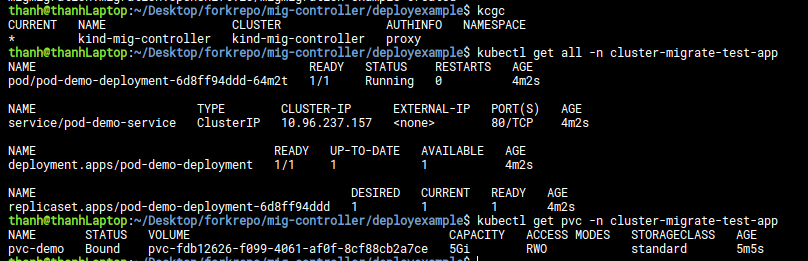 thanh@thanhLaptop:~/Desktop/forkrepo/mig-controller/deployexample$ kcgc
CURRENT NAME CLUSTER AUTHINFO NAMESPACE
* kind-mig-controller kind-mig-controller proxy
thanh@thanhLaptop:~/Desktop/forkrepo/mig-controller/deployexample$ kubectl get all -n cluster-migrate-test-app
NAME READY STATUS RESTARTS AGE
pod/pod-demo-deployment-6d8ff94ddd-64m2t 1/1 Running 0 4m2s
NAME TYPE CLUSTER-IP EXTERNAL-IP PORT(S) AGE
service/pod-demo-service ClusterIP 10.96.237.157 <none> 80/TCP 4m2s
NAME READY UP-TO-DATE AVAILABLE AGE
deployment.apps/pod-demo-deployment 1/1 1 1 4m2s
NAME DESIRED CURRENT READY AGE
replicaset.apps/pod-demo-deployment-6d8ff94ddd 1 1 1 4m2s
thanh@thanhLaptop:~/Desktop/forkrepo/mig-controller/deployexample$ kubectl get pvc -n cluster-migrate-test-app
NAME STATUS VOLUME CAPACITY ACCESS MODES STORAGECLASS AGE
pvc-demo Bound pvc-fdb12626-f099-4061-af0f-8cf88cb2a7ce 5Gi RWO standard 5m5s